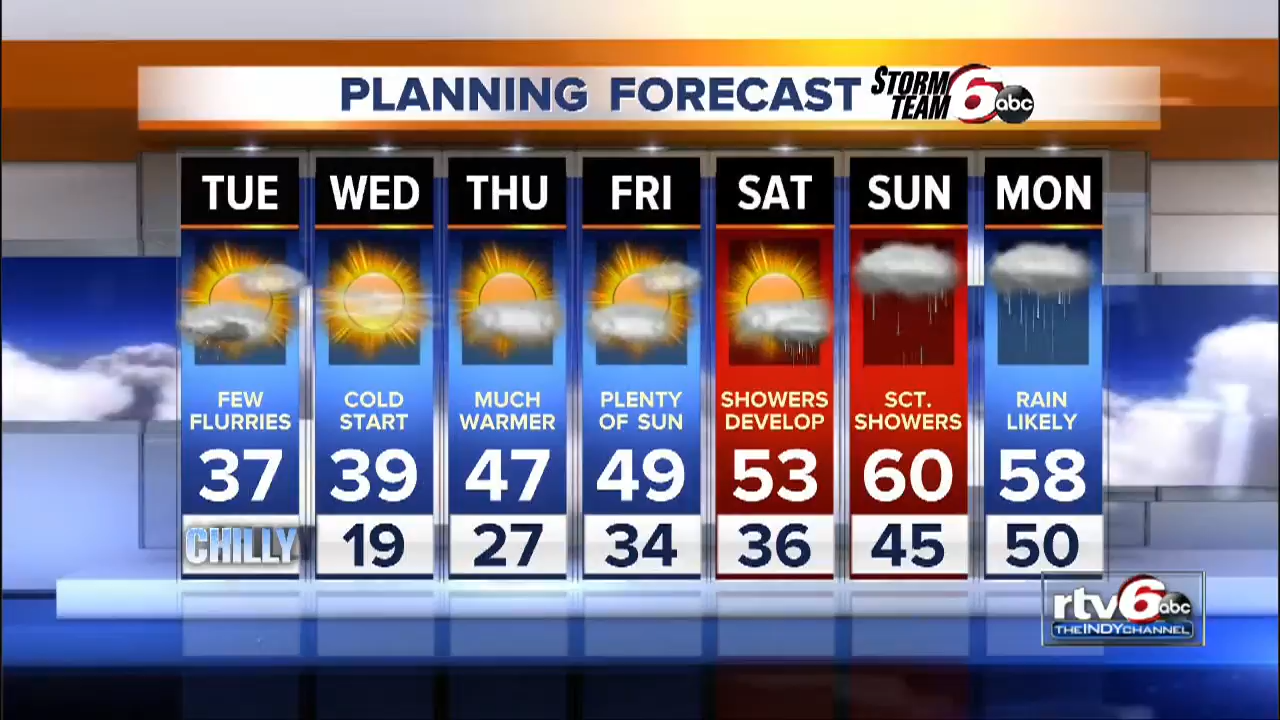 PLANNING FORECAST STORM TEAM 6 abc
TUE WED THU FRI SAT SUN MON
FEW FLURRIES
COLD START
MUCH WARMER
PLENTY OF SUN
SHOWERS DEVELOP
SCT. SHOWERS
RAIN LIKELY
37 39 47 49 53 60 58
CHILLY 19 27 34 36 45 50
rtv6 abc
THE INDY CHANNEL